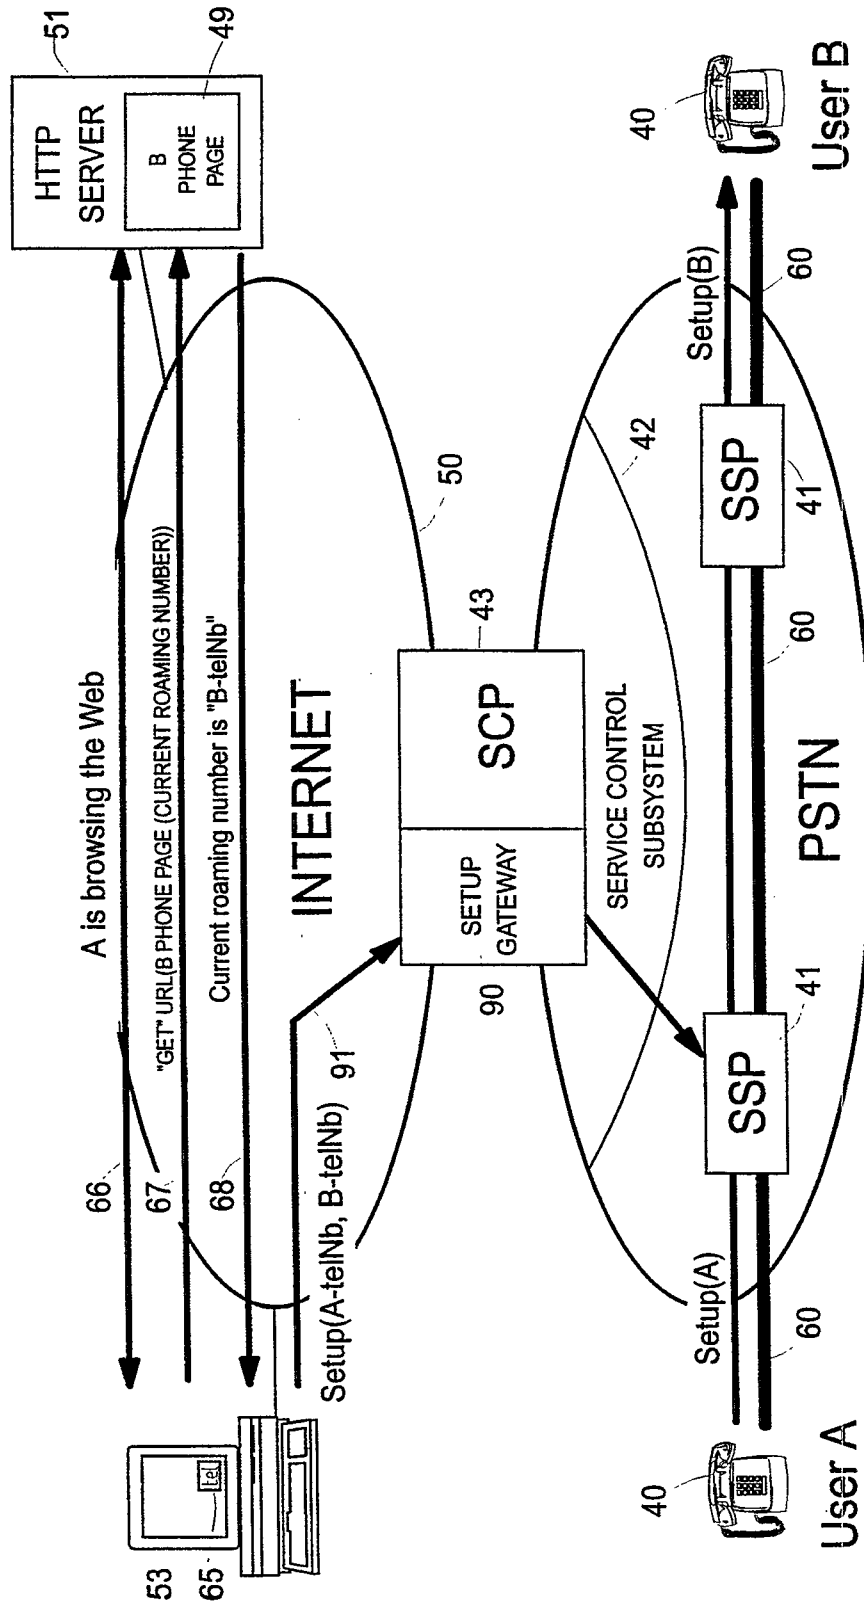 51
HTTP
SERVER
49
B
PHONE
PAGE
A is browsing the Web
66
"GET" URL(B PHONE PAGE (CURRENT ROAMING NUMBER))
67
Current roaming number is "B-telNb"
68
53
65
tel
INTERNET
50
91
Setup(A-telNb, B-telNb)
SETUP
GATEWAY
90
SCP
43
SERVICE CONTROL
SUBSYSTEM
42
Setup(A)
SSP
41
60
SSP
41
Setup(B)
60
60
PSTN
40
User A
40
User B